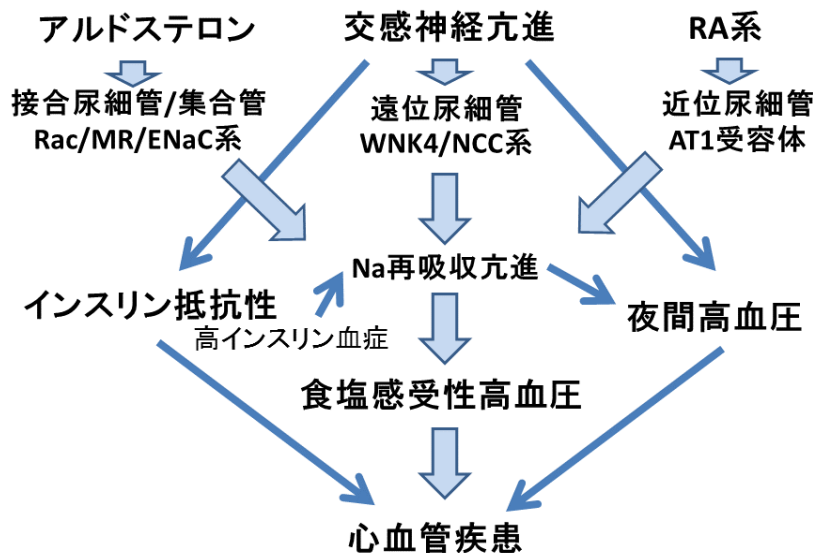 アルドステロン
交感神経亢進
RA系
接合尿細管/集合管
Rac/MR/ENaC系
遠位尿細管
WNK4/NCC系
近位尿細管
AT1受容体
Na再吸収亢進
インスリン抵抗性
高インスリン血症
夜間高血圧
食塩感受性高血圧
心血管疾患